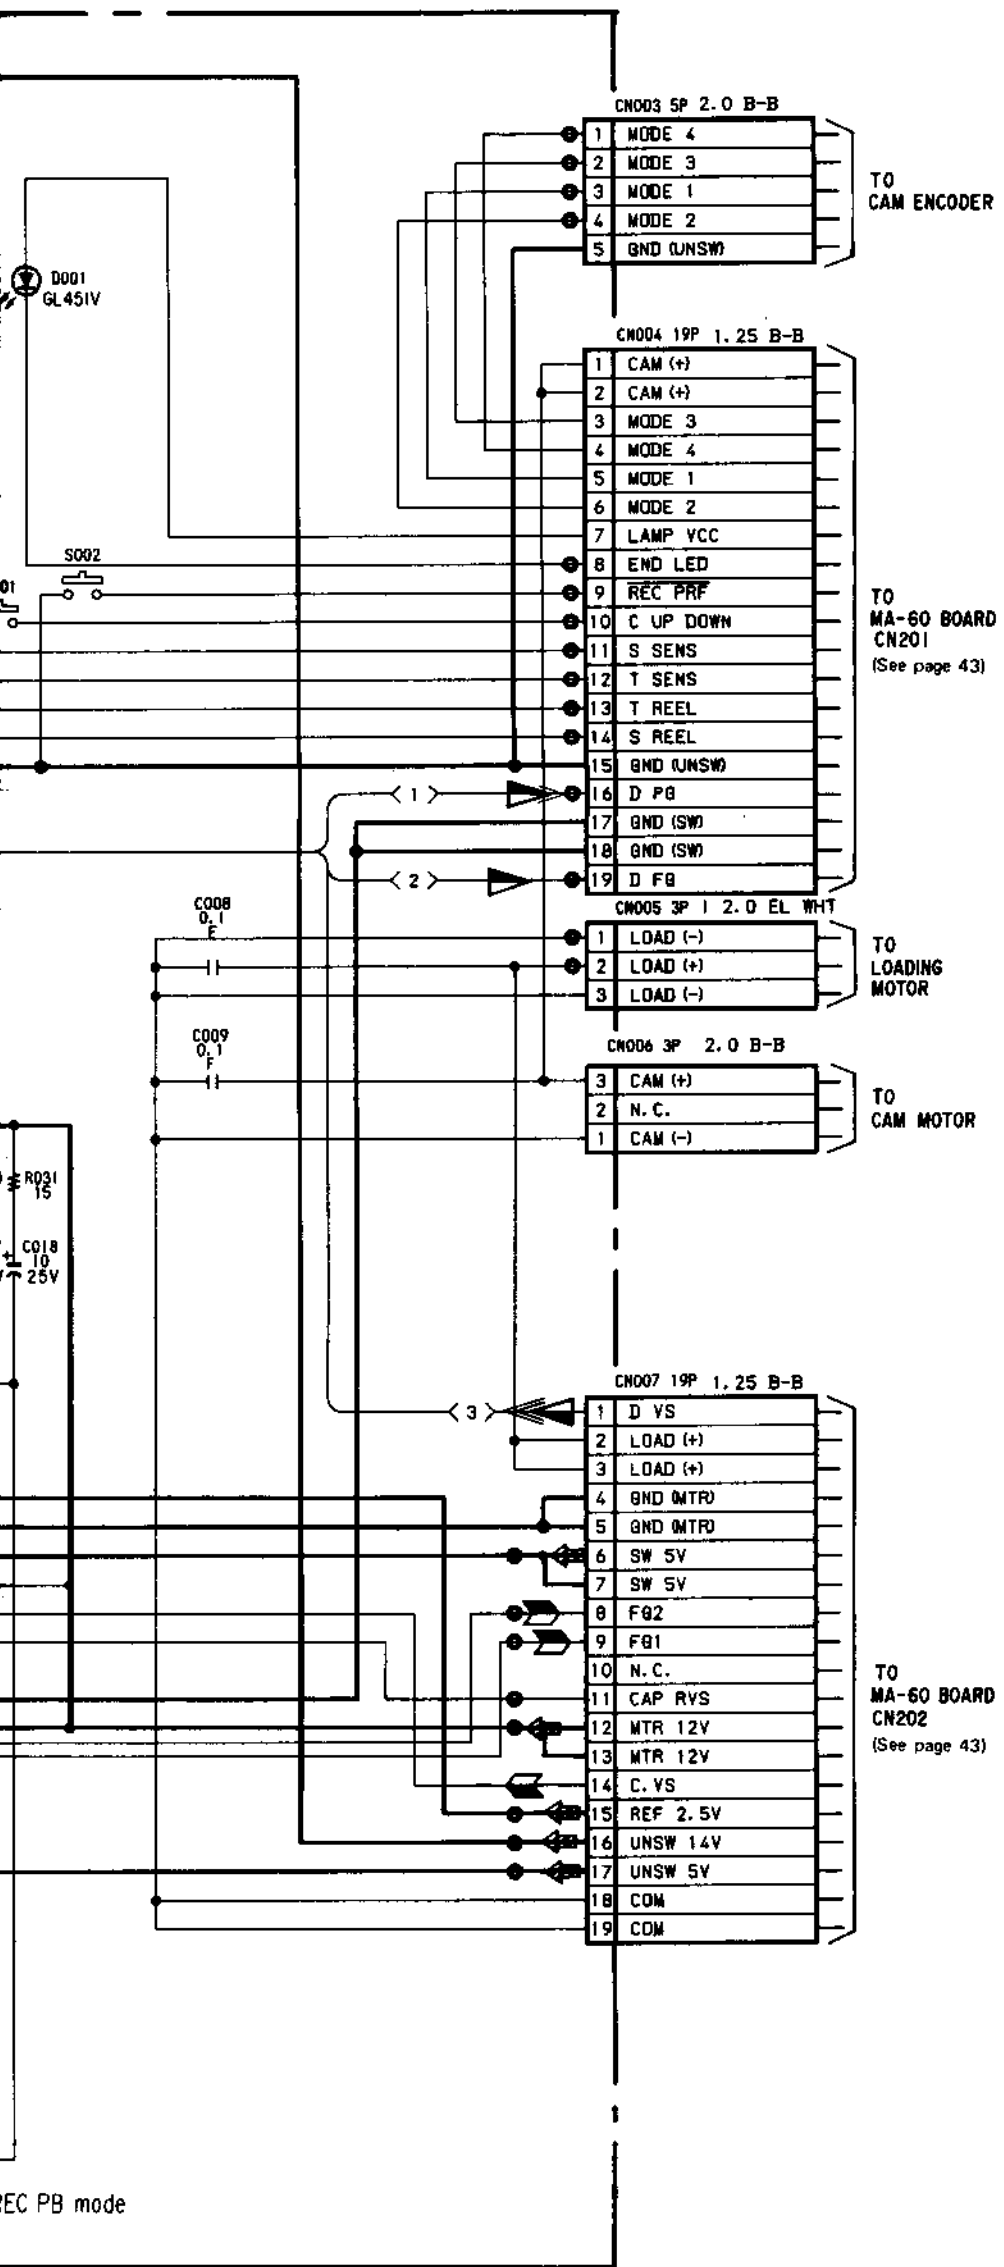 CN003 5P 2.0 B-B
1 MODE 4
2 MODE 3
3 MODE 1
4 MODE 2
5 GND (UNSW)
TO
CAM ENCODER
D001
GL451V
CN004 19P 1.25 B-B
1 CAM (+)
2 CAM (+)
3 MODE 3
4 MODE 4
5 MODE 1
6 MODE 2
7 LAMP VCC
8 END LED
9 REC PRF
10 C UP DOWN
11 S SENS
12 T SENS
13 T REEL
14 S REEL
15 GND (UNSW)
16 D PG
17 GND (SW)
18 GND (SW)
19 D FG
S002
01
TO
MA-60 BOARD
CN201
(See page 43)
1
2
CN005 3P 1 2.0 EL WHT
1 LOAD (-)
2 LOAD (+)
3 LOAD (-)
TO
LOADING
MOTOR
C008
0.1
F
C009
0.1
F
CN006 3P 2.0 B-B
3 CAM (+)
2 N.C.
1 CAM (-)
TO
CAM MOTOR
R031
15
C018
10
25V
+
CN007 19P 1.25 B-B
3
1 D VS
2 LOAD (+)
3 LOAD (+)
4 GND (MTR)
5 GND (MTR)
6 SW 5V
7 SW 5V
8 FG2
9 FG1
10 N.C.
11 CAP RVS
12 MTR 12V
13 MTR 12V
14 C.VS
15 REF 2.5V
16 UNSW 14V
17 UNSW 5V
18 COM
19 COM
TO
MA-60 BOARD
CN202
(See page 43)
REC PB mode